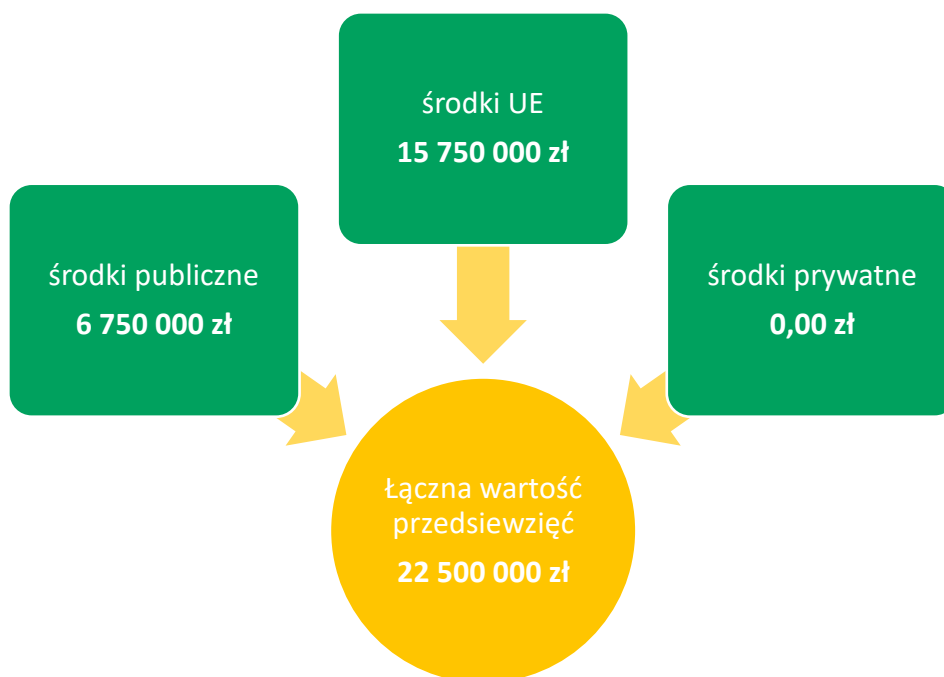 środki UE
15 750 000 zł
środki publiczne
6 750 000 zł
środki prywatne
0,00 zł
Łączna wartość
przedsiewzięć
22 500 000 zł